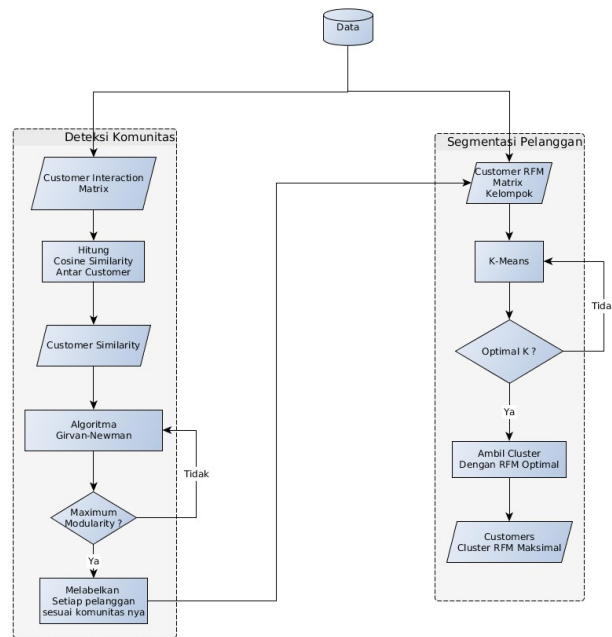 Data
Deteksi Komunitas
Customer Interaction
Matrix
Hitung
Cosine Similarity
Antar Customer
Customer Similarity
Algoritma
Girvan-Newman
Tidak
Maximum
Modularity ?
Ya
Melabelkan
Setiap pelanggan
sesuai komunitas nya
Segmentasi Pelanggan
Customer RFM
Matrix
Kelompok
K-Means
Tida
Optimal K ?
Ya
Ambil Cluster
Dengan RFM Optimal
Customers
Cluster RFM Maksimal